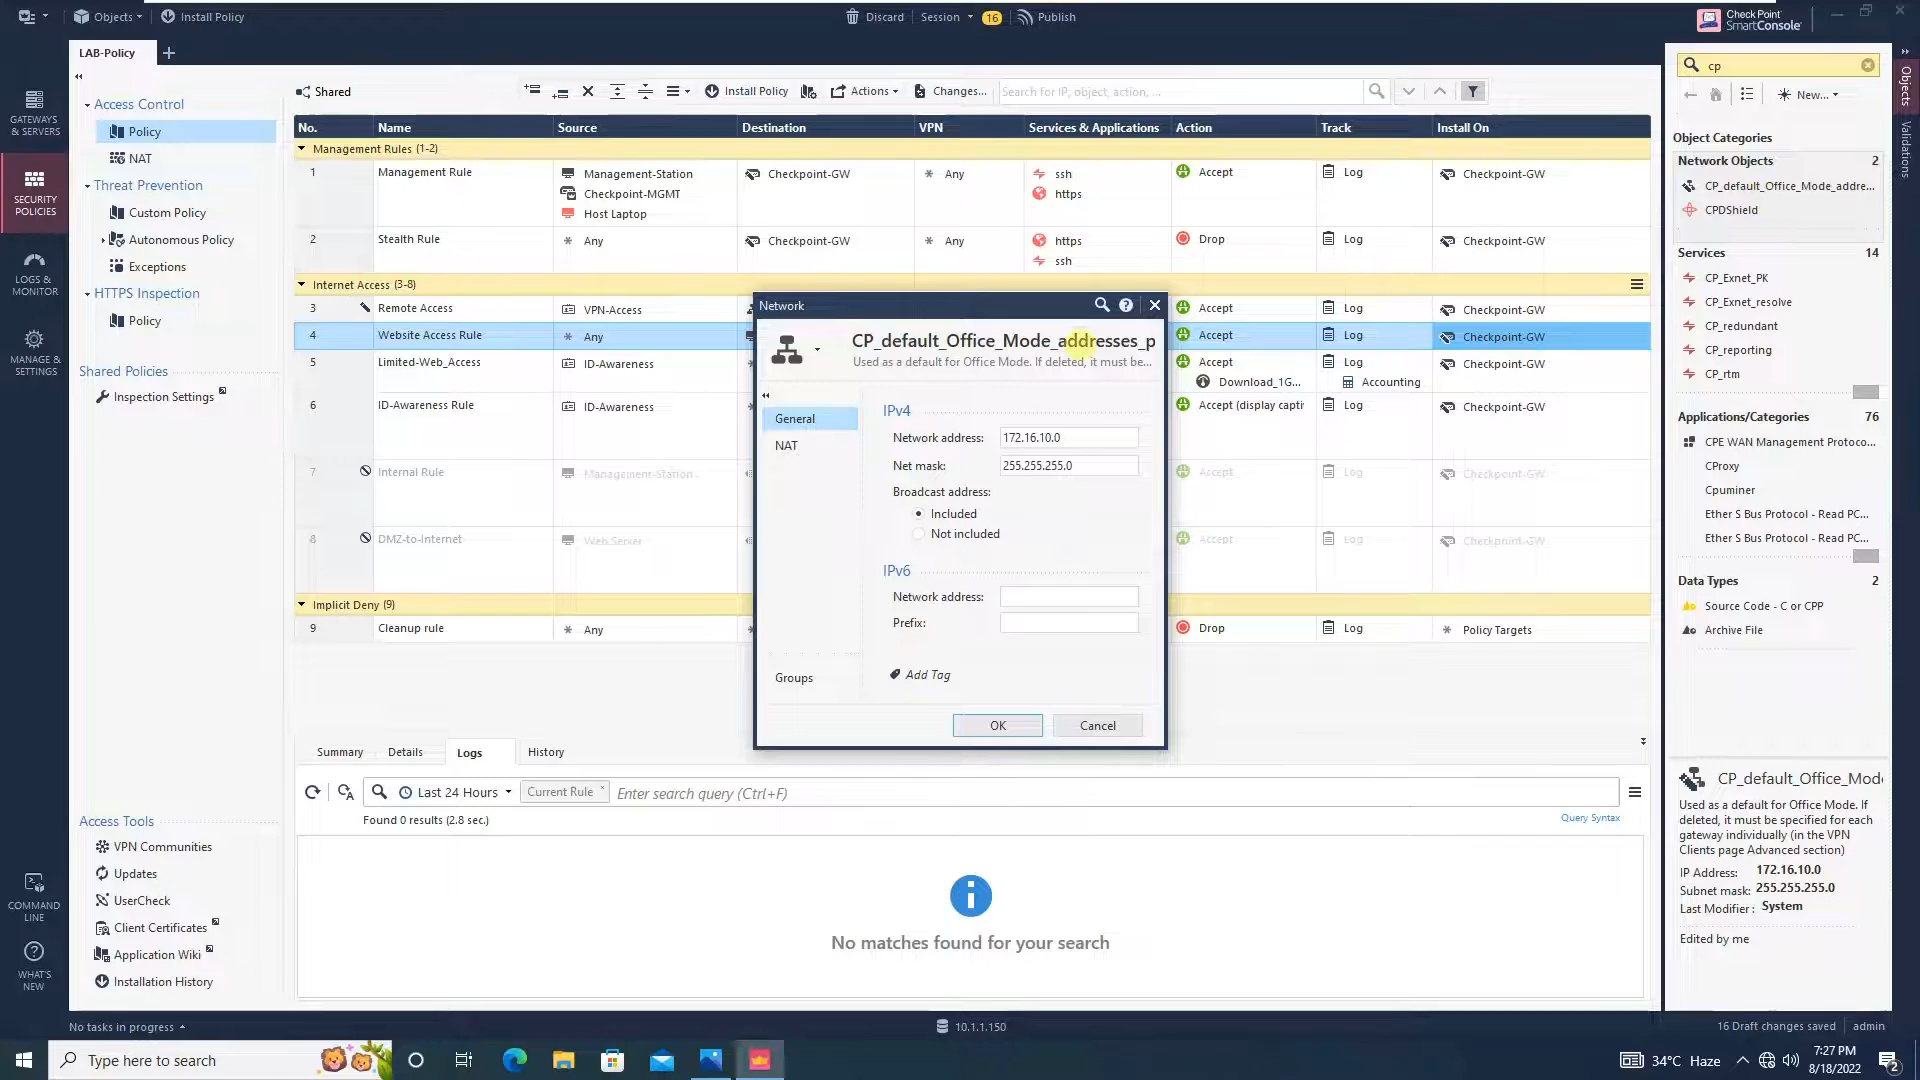 Objects
Install Policy
Discard
Session
16
Publish
Check Point
SmartConsole
LAB-Policy
GATEWAYS
& SERVERS
SECURITY
POLICIES
LOGS &
MONITOR
MANAGE &
SETTINGS
COMMAND
LINE
WHAT'S
NEW
Access Control
Policy
NAT
Threat Prevention
Custom Policy
Autonomous Policy
Exceptions
HTTPS Inspection
Policy
Shared Policies
Inspection Settings
Access Tools
VPN Communities
Updates
UserCheck
Client Certificates
Application Wiki
Installation History
Shared
Install Policy
Actions
Changes...
Search for IP, object, action, ...
No. Name Source Destination VPN Services & Applications Action Track Install On
Management Rules (1-2)
1 Management Rule Management-Station Checkpoint-GW Any ssh Accept Log Checkpoint-GW
Checkpoint-MGMT https
Host Laptop
2 Stealth Rule Any Checkpoint-GW Any https Drop Log Checkpoint-GW
ssh
Internet Access (3-8)
3 Remote Access VPN-Access Accept Log Checkpoint-GW
4 Website Access Rule Any Accept Log Checkpoint-GW
5 Limited-Web_Access ID-Awareness Accept Log Checkpoint-GW
Download_1G... Accounting
6 ID-Awareness Rule ID-Awareness Accept (display capti Log Checkpoint-GW
7 Internal Rule Management-Station Accept Log Checkpoint-GW
8 DMZ-to-Internet Web Server Accept Log Checkpoint-GW
Implicit Deny (9)
9 Cleanup rule Any Drop Log Policy Targets
Network
CP_default_Office_Mode_addresses_p
Used as a default for Office Mode. If deleted, it must be...
General
NAT
Groups
IPv4
Network address: 172.16.10.0
Net mask: 255.255.255.0
Broadcast address:
Included
Not included
IPv6
Network address:
Prefix:
Add Tag
OK Cancel
Summary Details Logs History
Last 24 Hours Current Rule Enter search query (Ctrl+F)
Found 0 results (2.8 sec.)
Query Syntax
No matches found for your search
cp
New...
Object Categories
Network Objects 2
CP_default_Office_Mode_addre...
CPDShield
Services 14
CP_Exnet_PK
CP_Exnet_resolve
CP_redundant
CP_reporting
CP_rtm
Applications/Categories 76
CPE WAN Management Protoco...
CProxy
Cpuminer
Ether S Bus Protocol - Read PC...
Ether S Bus Protocol - Read PC...
Data Types 2
Source Code - C or CPP
Archive File
CP_default_Office_Mode
Used as a default for Office Mode. If
deleted, it must be specified for each
gateway individually (in the VPN
Clients page Advanced section)
IP Address: 172.16.10.0
Subnet mask: 255.255.255.0
Last Modifier : System
Edited by me
Objects
Validations
No tasks in progress
10.1.1.150
16 Draft changes saved
admin
Type here to search
34°C Haze
7:27 PM
8/18/2022
2